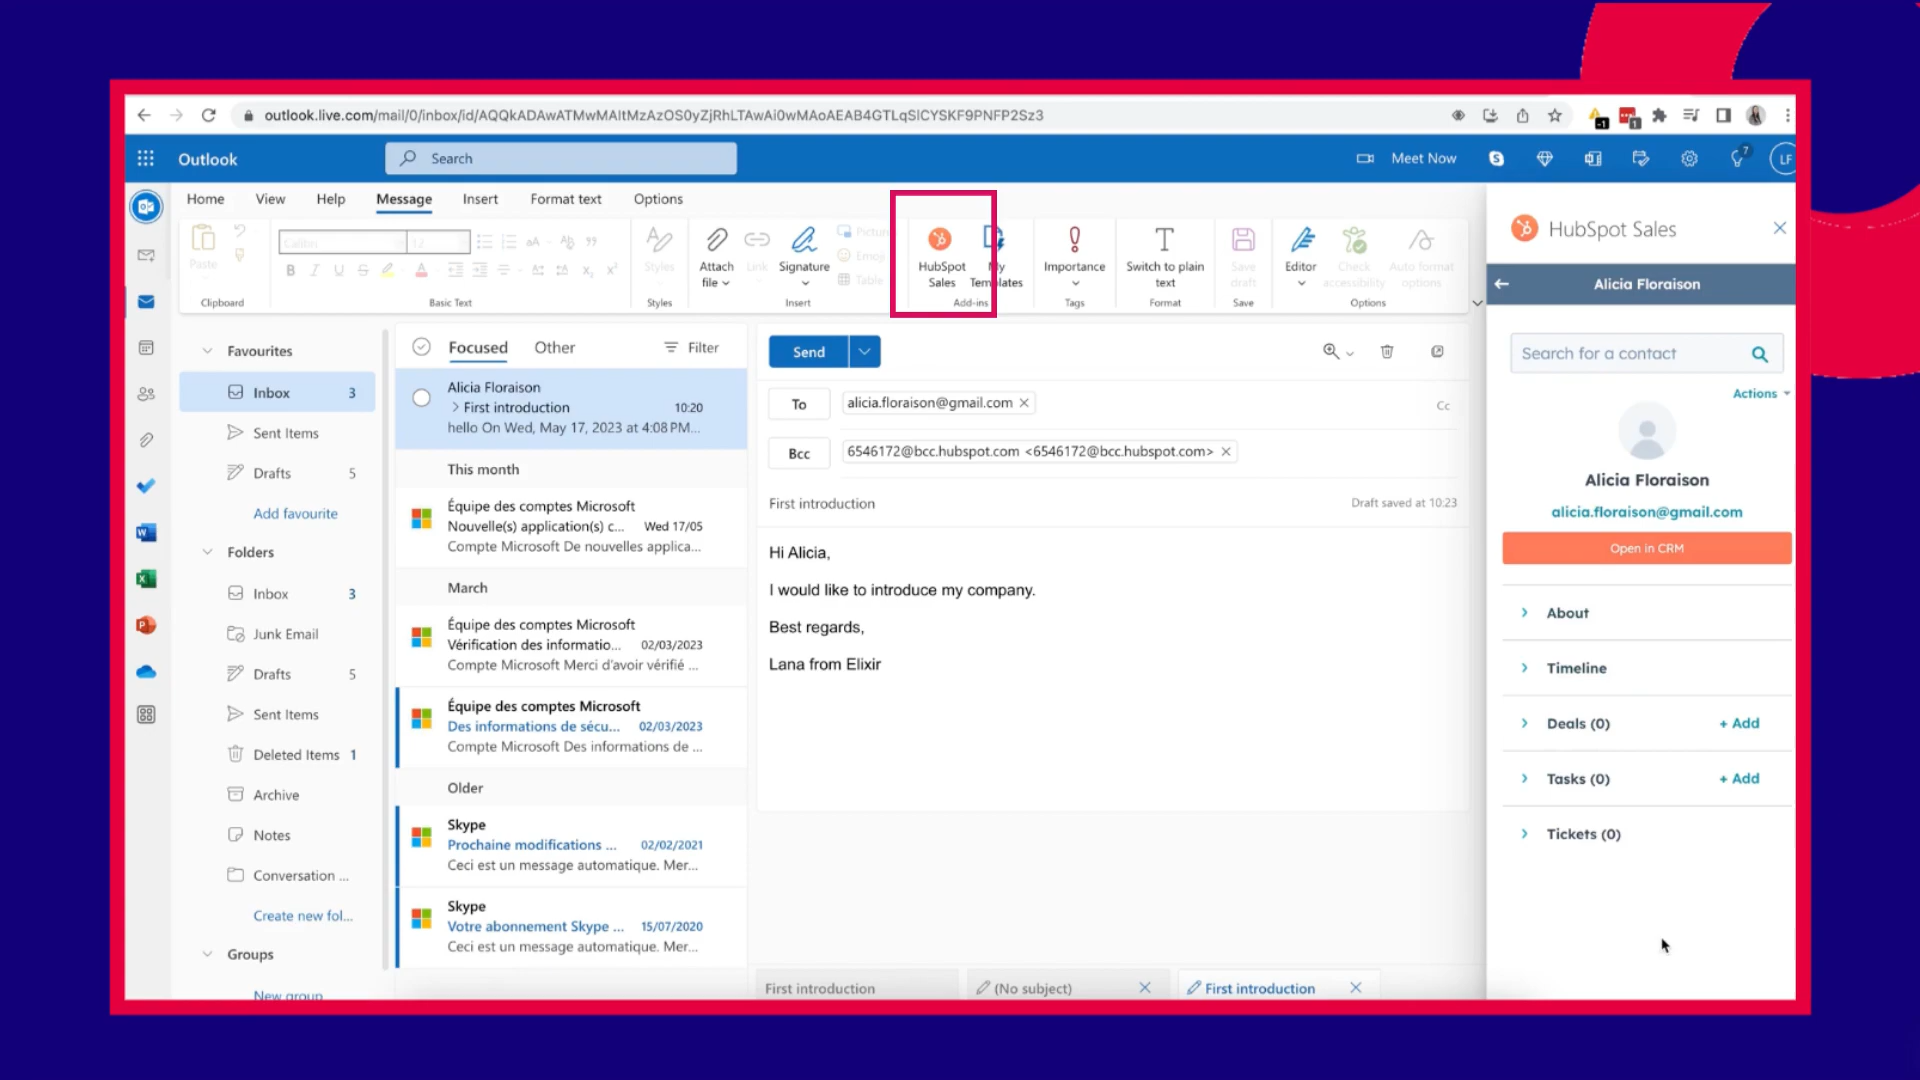 outlook.live.com/mail/0/inbox/id/AQQkADAwATMwMAItMzAzOS0yZjRhLTAwAi0wMAoAEAB4GTLqSICYSKF9PNFP2Sz3
-1
1
Outlook
Search
Meet Now
7
LF
Home
View
Help
Message
Insert
Format text
Options
Paste
Clipboard
Calibri
12
Basic Text
Styles
Styles
Attach
file
Link
Signature
Emoji
Table
Insert
HubSpot
Sales
My
Templates
Add-ins
Importance
Tags
Switch to plain
text
Format
Save
draft
Save
Editor
Check
accessibility
Auto format
options
Options
Favourites
Inbox 3
Sent Items
Drafts 5
Add favourite
Folders
Inbox 3
Junk Email
Drafts 5
Sent Items
Deleted Items 1
Archive
Notes
Conversation ...
Create new fol...
Groups
New group
Focused
Other
Filter
Alicia Floraison
First introduction 10:20
hello On Wed, May 17, 2023 at 4:08 PM...
This month
Équipe des comptes Microsoft
Nouvelle(s) application(s) c... Wed 17/05
Compte Microsoft De nouvelles applica...
March
Équipe des comptes Microsoft
Vérification des informatio... 02/03/2023
Compte Microsoft Merci d'avoir vérifié ...
Équipe des comptes Microsoft
Des informations de sécu... 02/03/2023
Compte Microsoft Des informations de ...
Older
Skype
Prochaine modifications ... 02/02/2021
Ceci est un message automatique. Mer...
Skype
Votre abonnement Skype ... 15/07/2020
Ceci est un message automatique. Mer...
Send
To
alicia.floraison@gmail.com
Cc
Bcc
6546172@bcc.hubspot.com <6546172@bcc.hubspot.com>
First introduction
Draft saved at 10:23
Hi Alicia,
I would like to introduce my company.
Best regards,
Lana from Elixir
First introduction
(No subject)
First introduction
HubSpot Sales
Alicia Floraison
Search for a contact
Actions
Alicia Floraison
alicia.floraison@gmail.com
Open in CRM
About
Timeline
Deals (0) + Add
Tasks (0) + Add
Tickets (0)